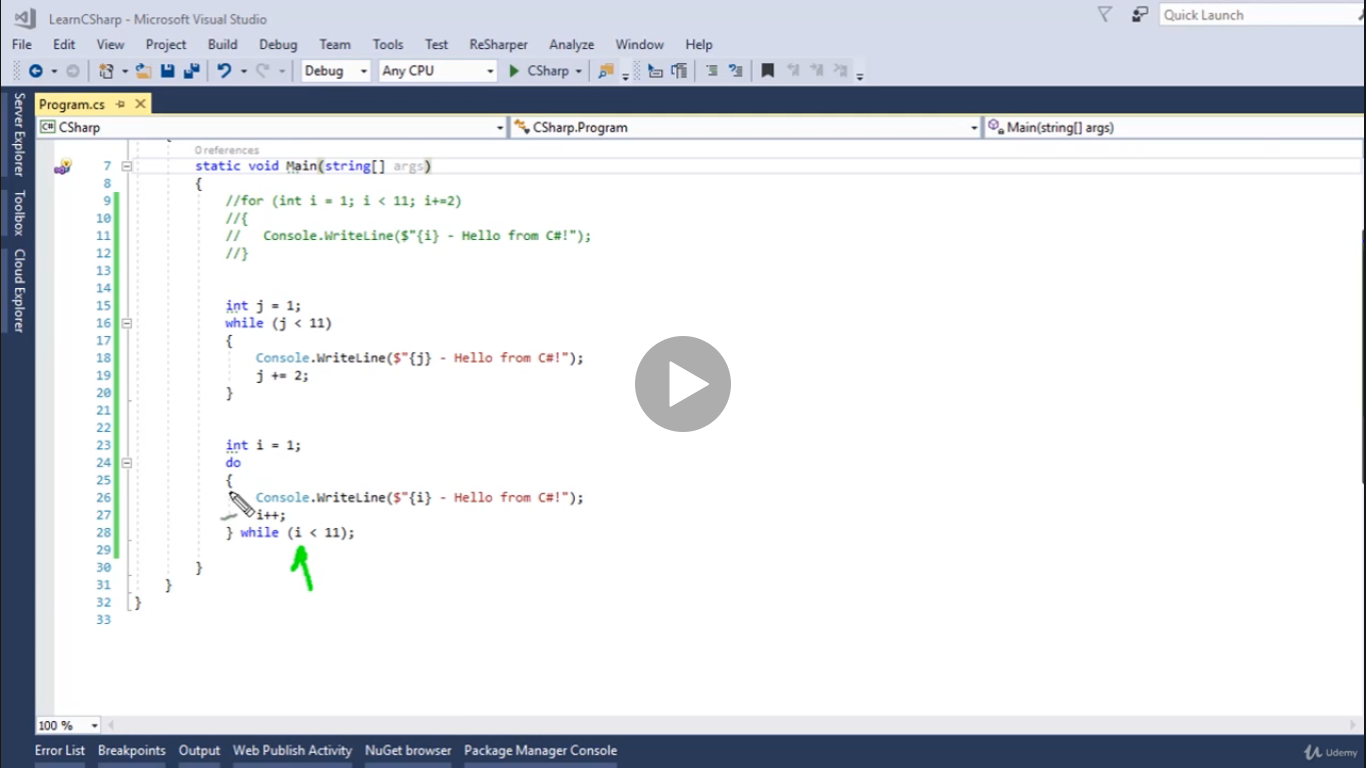 LearnCSharp - Microsoft Visual Studio
Quick Launch
File Edit View Project Build Debug Team Tools Test ReSharper Analyze Window Help
Debug Any CPU CSharp
Server Explorer
Toolbox
Cloud Explorer
Program.cs
C# CSharp CSharp.Program Main(string[] args)
0 references
7 static void Main(string[] args)
8 {
9 //for (int i = 1; i < 11; i+=2)
10 //{
11 //   Console.WriteLine($"{i} - Hello from C#!");
12 //}
13
14
15 int j = 1;
16 while (j < 11)
17 {
18 Console.WriteLine($"{j} - Hello from C#!");
19 j += 2;
20 }
21
22
23 int i = 1;
24 do
25 {
26 Console.WriteLine($"{i} - Hello from C#!");
27 i++;
28 } while (i < 11);
29
30 }
31 }
32 }
33
100 %
Error List Breakpoints Output Web Publish Activity NuGet browser Package Manager Console
Udemy